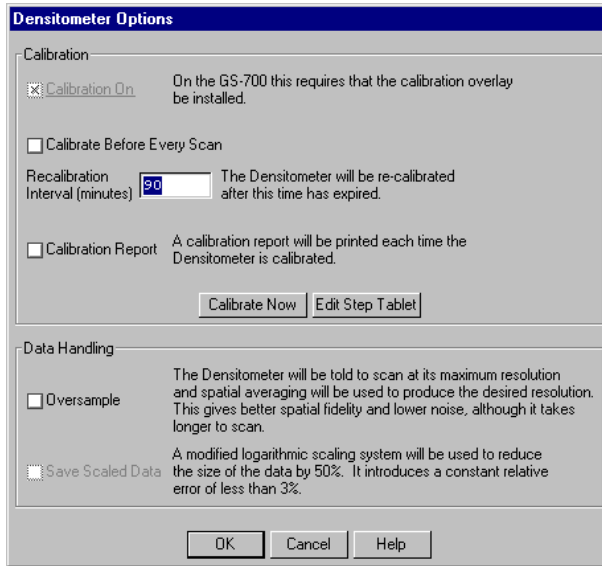 Densitometer Options
Calibration
Calibration On
On the GS-700 this requires that the calibration overlay
be installed.
Calibrate Before Every Scan
Recalibration
Interval (minutes)
90
The Densitometer will be re-calibrated
after this time has expired.
Calibration Report
A calibration report will be printed each time the
Densitometer is calibrated.
Calibrate Now
Edit Step Tablet
Data Handling
Oversample
The Densitometer will be told to scan at its maximum resolution
and spatial averaging will be used to produce the desired resolution.
This gives better spatial fidelity and lower noise, although it takes
longer to scan.
Save Scaled Data
A modified logarithmic scaling system will be used to reduce
the size of the data by 50%. It introduces a constant relative
error of less than 3%.
OK
Cancel
Help